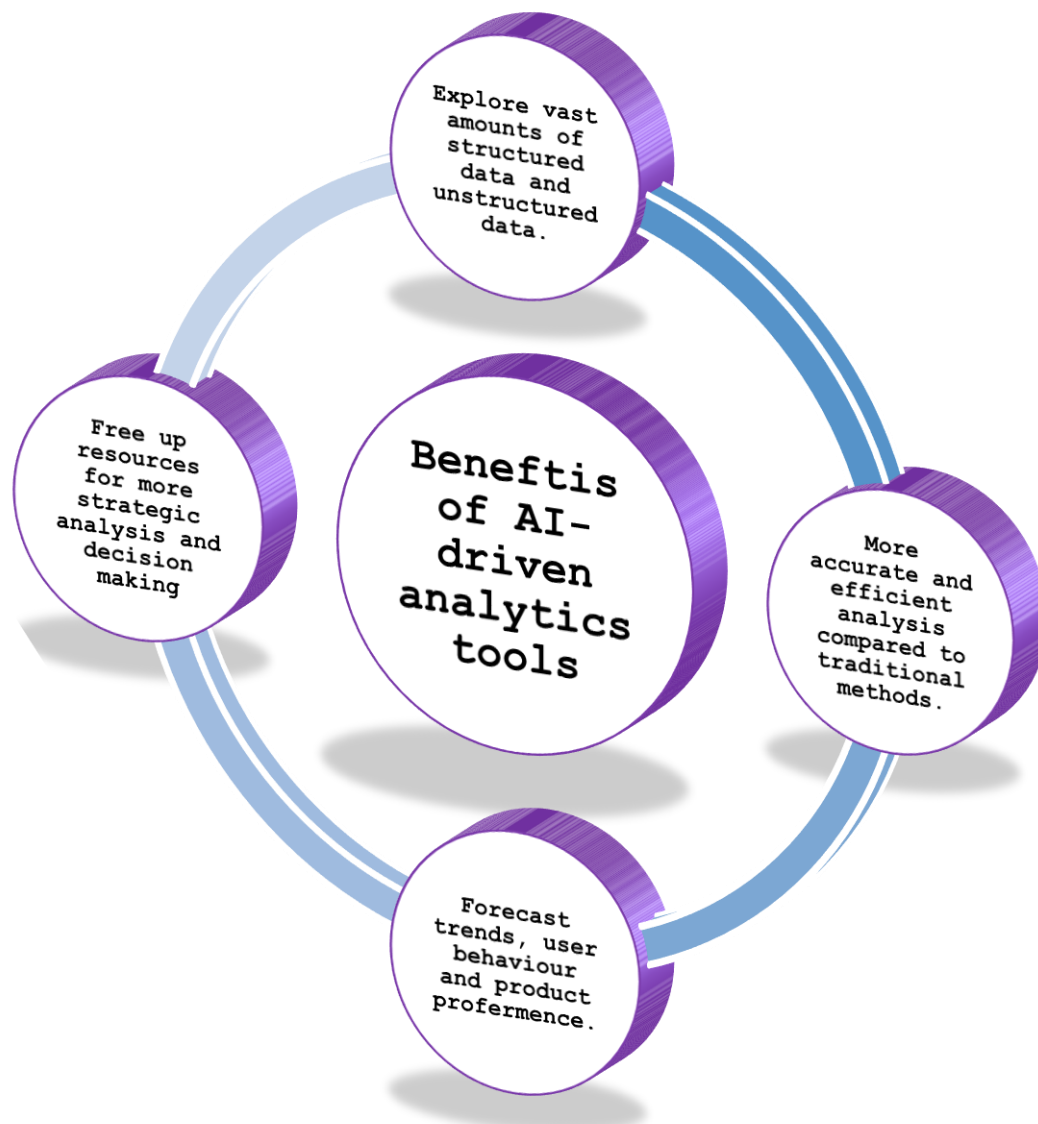 Explore vast
amounts of
structured
data and
unstructured
data.
Free up
resources
for more
strategic
analysis and
decision
making
Beneftis
of AI-
driven
analytics
tools
More
accurate and
efficient
analysis
compared to
traditional
methods.
Forecast
trends, user
behaviour
and product
profermence.